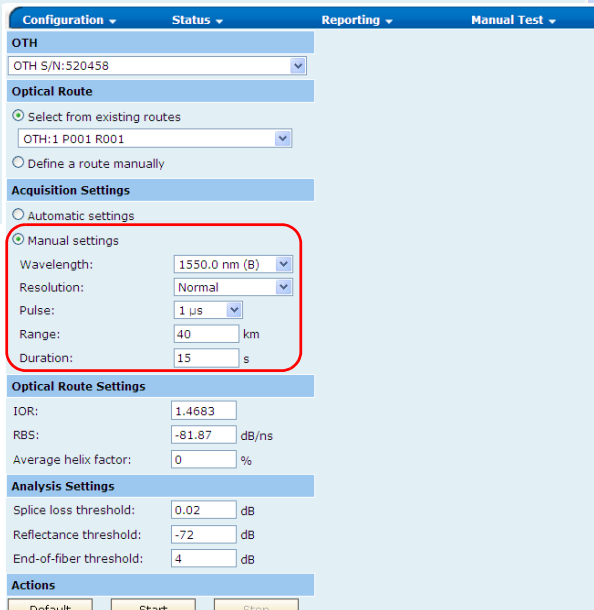 Configuration Status Reporting Manual Test
OTH
OTH S/N:520458
Optical Route
Select from existing routes
OTH:1 P001 R001
Define a route manually
Acquisition Settings
Automatic settings
Manual settings
Wavelength: 1550.0 nm (B)
Resolution: Normal
Pulse: 1 µs
Range: 40 km
Duration: 15 s
Optical Route Settings
IOR: 1.4683
RBS: -81.87 dB/ns
Average helix factor: 0 %
Analysis Settings
Splice loss threshold: 0.02 dB
Reflectance threshold: -72 dB
End-of-fiber threshold: 4 dB
Actions
Default Start Stop